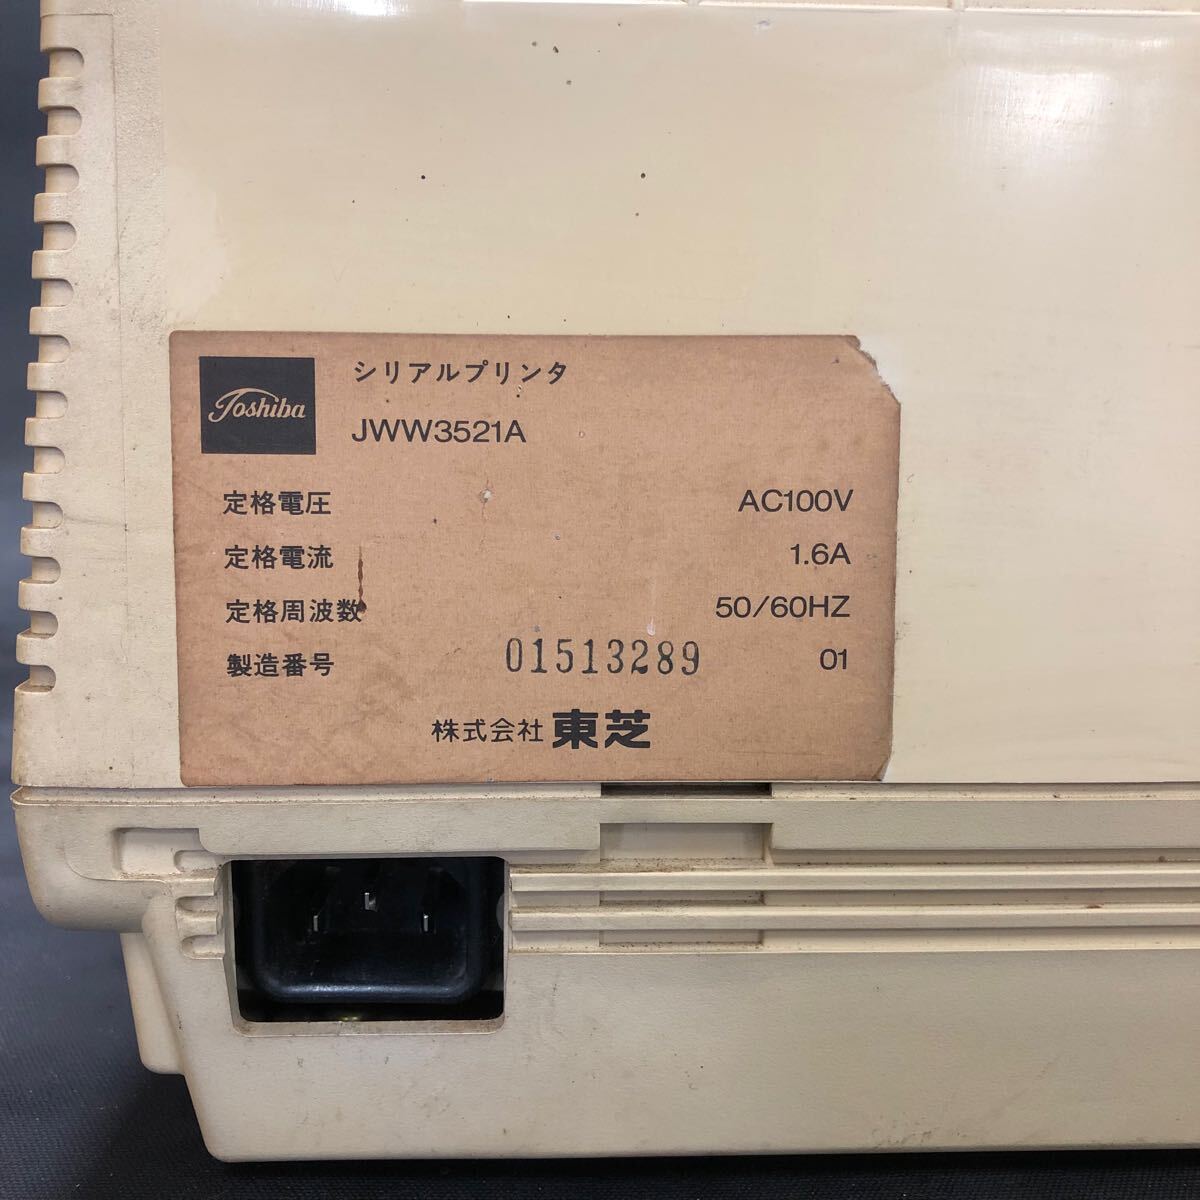 Toshiba
シリアルプリンタ
JWW3521A
定格電圧 AC100V
定格電流 1.6A
定格周波数 50/60HZ
製造番号 01513289 01
株式会社 東芝